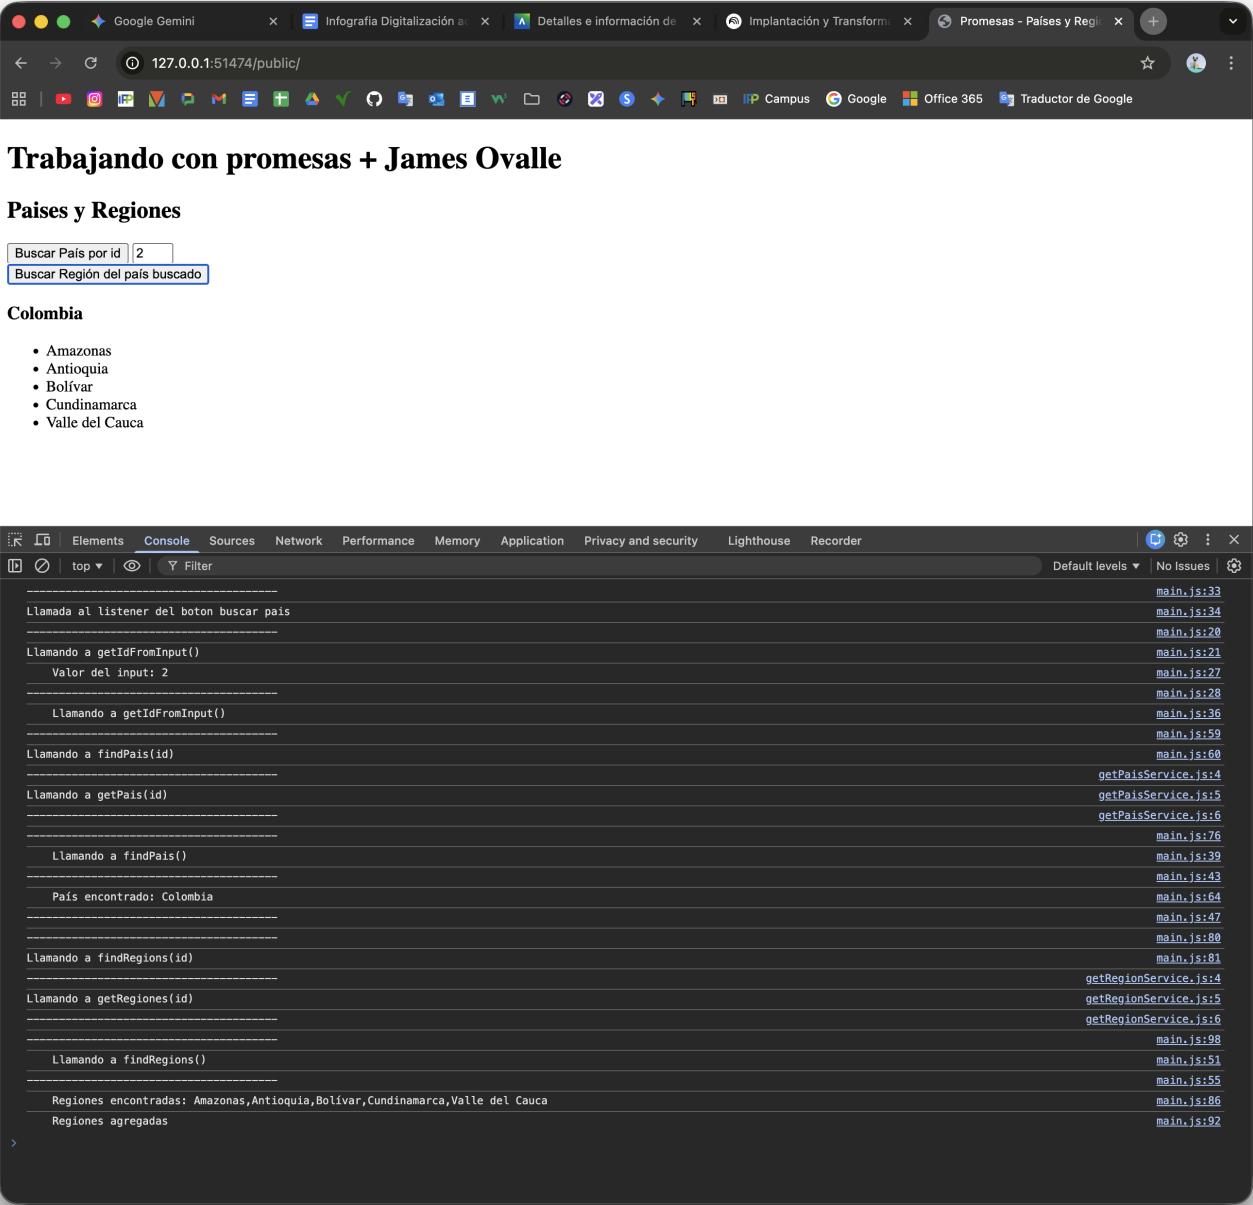 Google Gemini
Infografia Digitalización ac
Detalles e información de
Implantación y Transforma
Promesas - Países y Regio
127.0.0.1:51474/public/
IFP Campus
Google
Office 365
Traductor de Google
Trabajando con promesas + James Ovalle
Paises y Regiones
Buscar País por id 2
Buscar Región del país buscado
Colombia
Amazonas
Antioquia
Bolívar
Cundinamarca
Valle del Cauca
Elements Console Sources Network Performance Memory Application Privacy and security Lighthouse Recorder
top Filter Default levels No Issues
--------------------------------------- main.js:33
Llamada al listener del boton buscar pais main.js:34
--------------------------------------- main.js:20
Llamando a getIdFromInput() main.js:21
Valor del input: 2 main.js:27
--------------------------------------- main.js:28
Llamando a getIdFromInput() main.js:36
--------------------------------------- main.js:59
Llamando a findPais(id) main.js:60
--------------------------------------- getPaisService.js:4
Llamando a getPais(id) getPaisService.js:5
--------------------------------------- getPaisService.js:6
--------------------------------------- main.js:76
Llamando a findPais() main.js:39
--------------------------------------- main.js:43
País encontrado: Colombia main.js:64
--------------------------------------- main.js:47
--------------------------------------- main.js:80
Llamando a findRegions(id) main.js:81
--------------------------------------- getRegionService.js:4
Llamando a getRegiones(id) getRegionService.js:5
--------------------------------------- getRegionService.js:6
--------------------------------------- main.js:98
Llamando a findRegions() main.js:51
--------------------------------------- main.js:55
Regiones encontradas: Amazonas,Antioquia,Bolívar,Cundinamarca,Valle del Cauca main.js:86
Regiones agregadas main.js:92